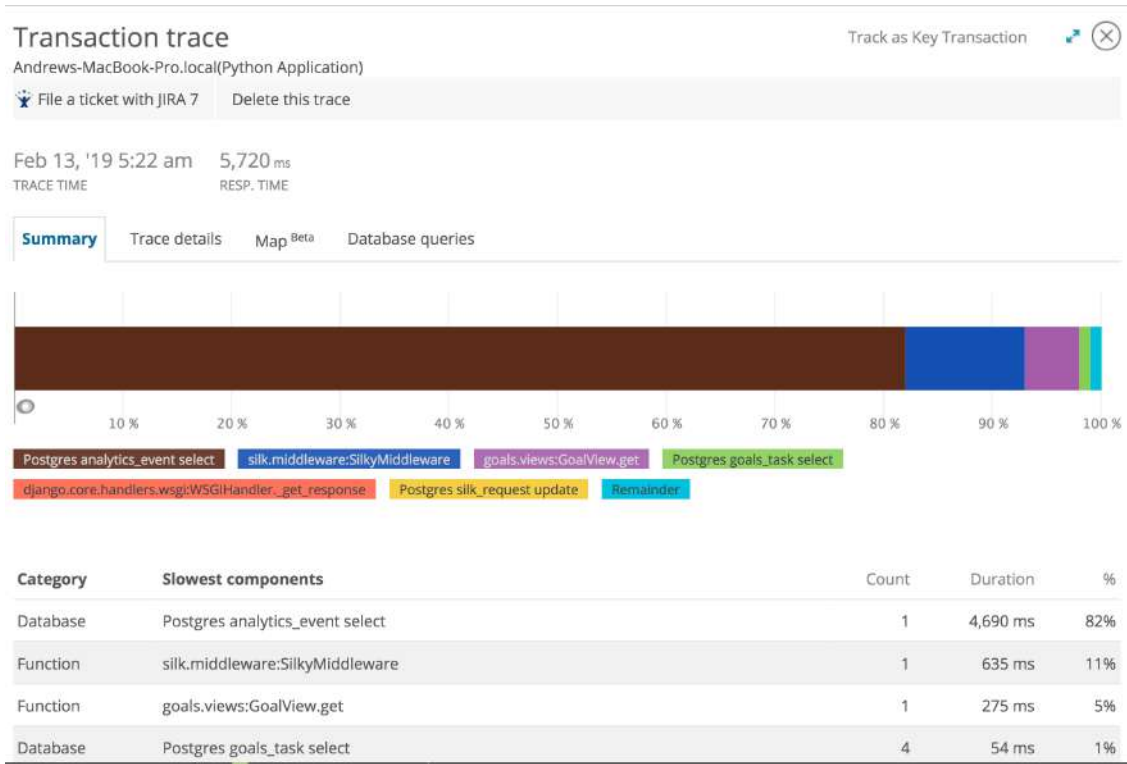 Transaction trace
Track as Key Transaction
Andrews-MacBook-Pro.local(Python Application)
File a ticket with JIRA 7 Delete this trace
Feb 13, '19 5:22 am 5,720 ms
TRACE TIME RESP. TIME
Summary Trace details Map Beta Database queries
10 % 20 % 30 % 40 % 50 % 60 % 70 % 80 % 90 % 100 %
Postgres analytics_event select silk.middleware:SilkyMiddleware goals.views:GoalView.get Postgres goals_task select
django.core.handlers.wsgi:WSGIHandler._get_response Postgres silk_request update Remainder
Category Slowest components Count Duration %
Database Postgres analytics_event select 1 4,690 ms 82%
Function silk.middleware:SilkyMiddleware 1 635 ms 11%
Function goals.views:GoalView.get 1 275 ms 5%
Database Postgres goals_task select 4 54 ms 1%